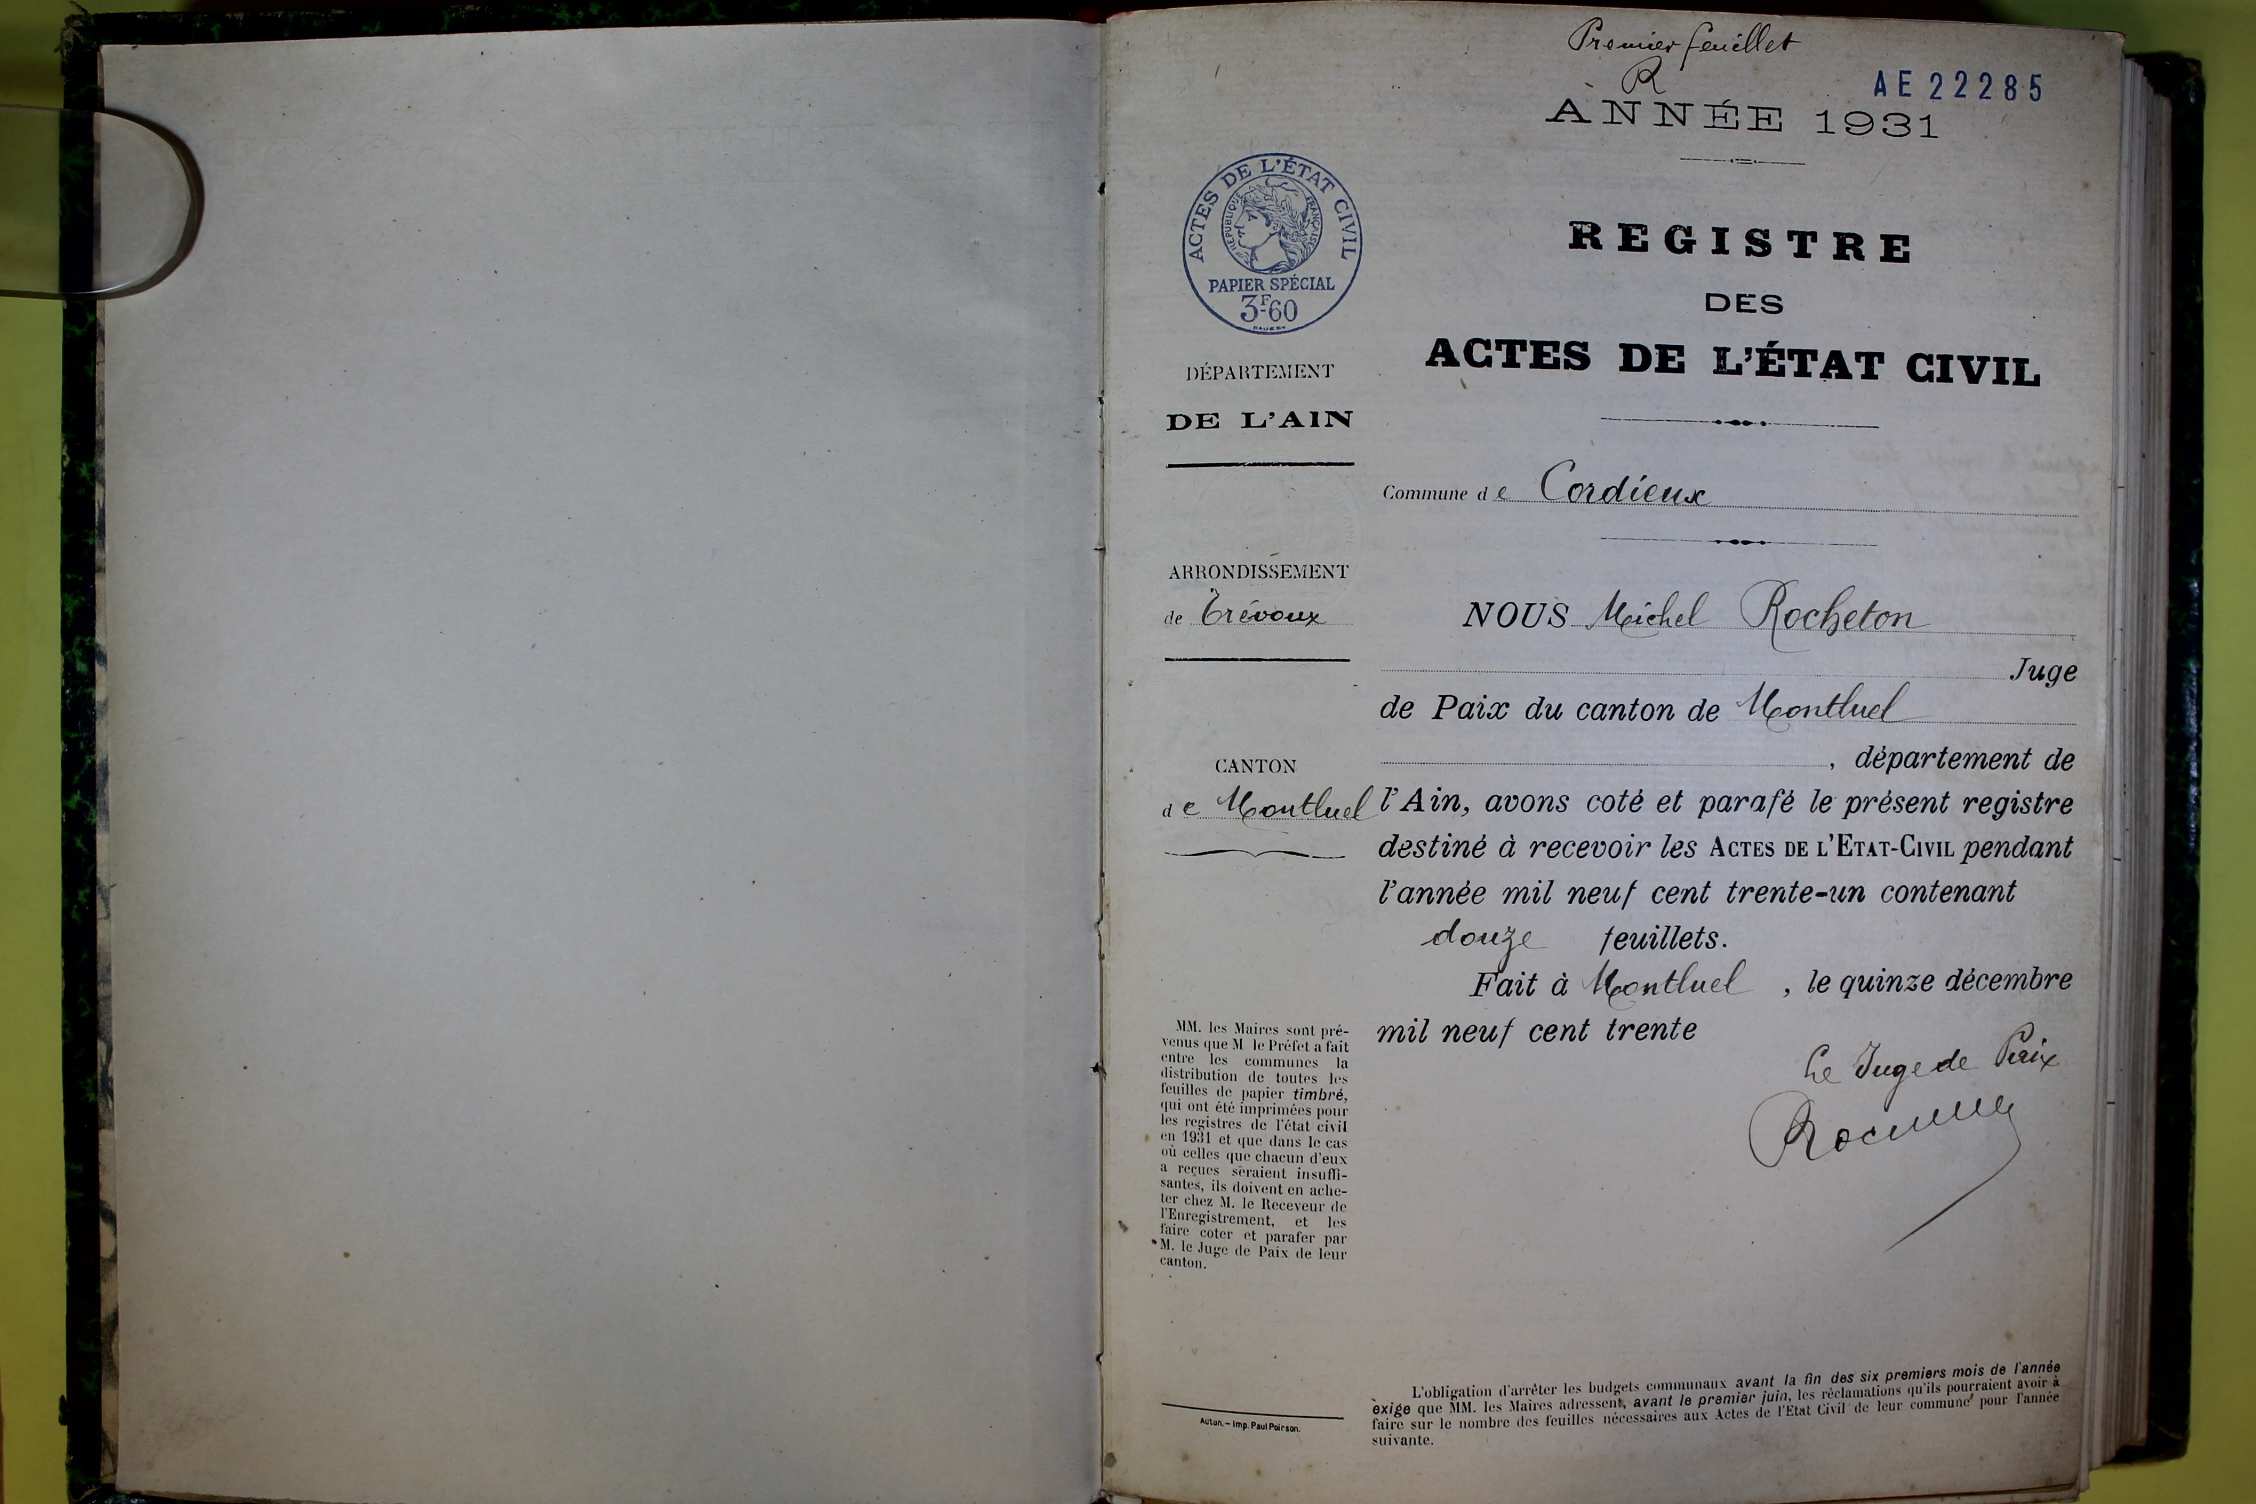 Premier feuillet
R
AE 22285
ANNÉE 1931
ACTES DE L'ÉTAT CIVIL
RÉPUBLIQUE FRANÇAISE
PAPIER SPÉCIAL
3F-60
REGISTRE
DES
ACTES DE L'ÉTAT CIVIL
DÉPARTEMENT
DE L'AIN
Commune de Cordieux
ARRONDISSEMENT
de Trévoux
CANTON
de Montluel
NOUS Michel Rocheton
Juge
de Paix du canton de Montluel
, département de
l'Ain, avons coté et parafé le présent registre
destiné à recevoir les ACTES DE L'ETAT-CIVIL pendant
l'année mil neuf cent trente-un contenant
douze feuillets.
Fait à Montluel , le quinze décembre
mil neuf cent trente
Le Juge de Paix
MM. les Maires sont pré-
venus que M le Préfet a fait
entre les communes la
distribution de toutes les
feuilles de papier timbré,
qui ont été imprimées pour
les registres de l'état civil
en 1931 et que dans le cas
où celles que chacun d'eux
a reçues seraient insuffi-
santes, ils doivent en ache-
ter chez M. le Receveur de
l'Enregistrement, et les
faire coter et parafer par
M. le Juge de Paix de leur
canton.
Autun. — Imp. Paul Poirson.
L'obligation d'arrêter les budgets communaux avant la fin des six premiers mois de l'année
exige que MM. les Maires adressent, avant le premier juin, les réclamations qu'ils pourraient avoir à
faire sur le nombre des feuilles nécessaires aux Actes de l'Etat Civil de leur commune pour l'année
suivante.